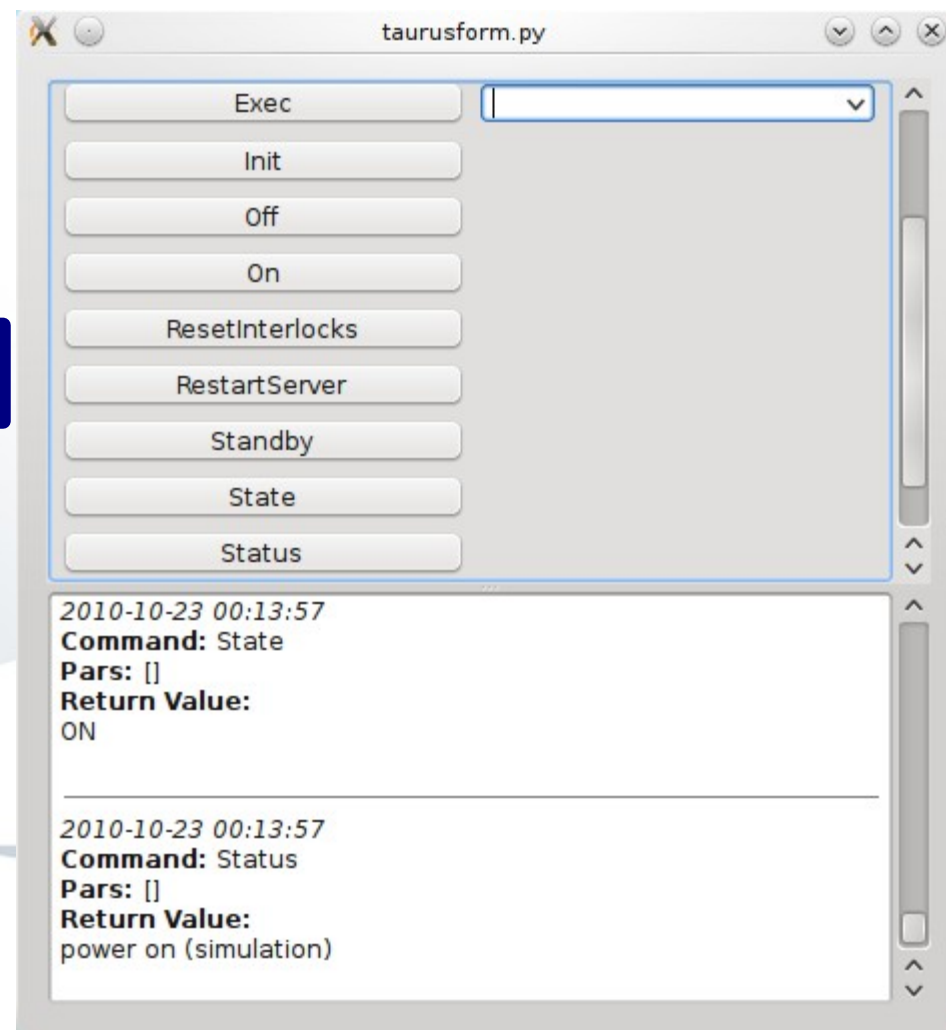 taurusform.py
Exec
Init
Off
On
ResetInterlocks
RestartServer
Standby
State
Status
2010-10-23 00:13:57
Command: State
Pars: []
Return Value:
ON
2010-10-23 00:13:57
Command: Status
Pars: []
Return Value:
power on (simulation)